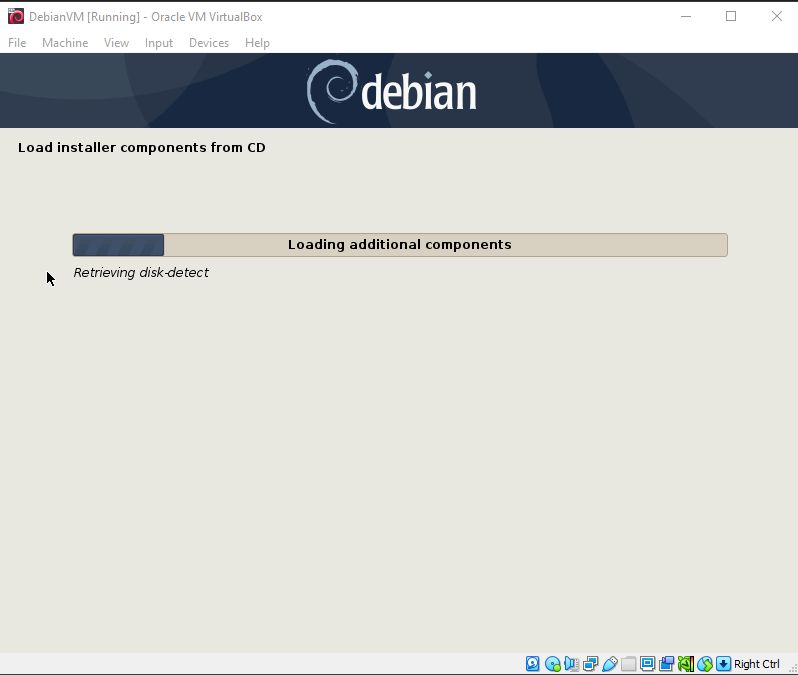 DebianVM [Running] - Oracle VM VirtualBox
File Machine View Input Devices Help
debian
Load installer components from CD
Loading additional components
Retrieving disk-detect
Right Ctrl